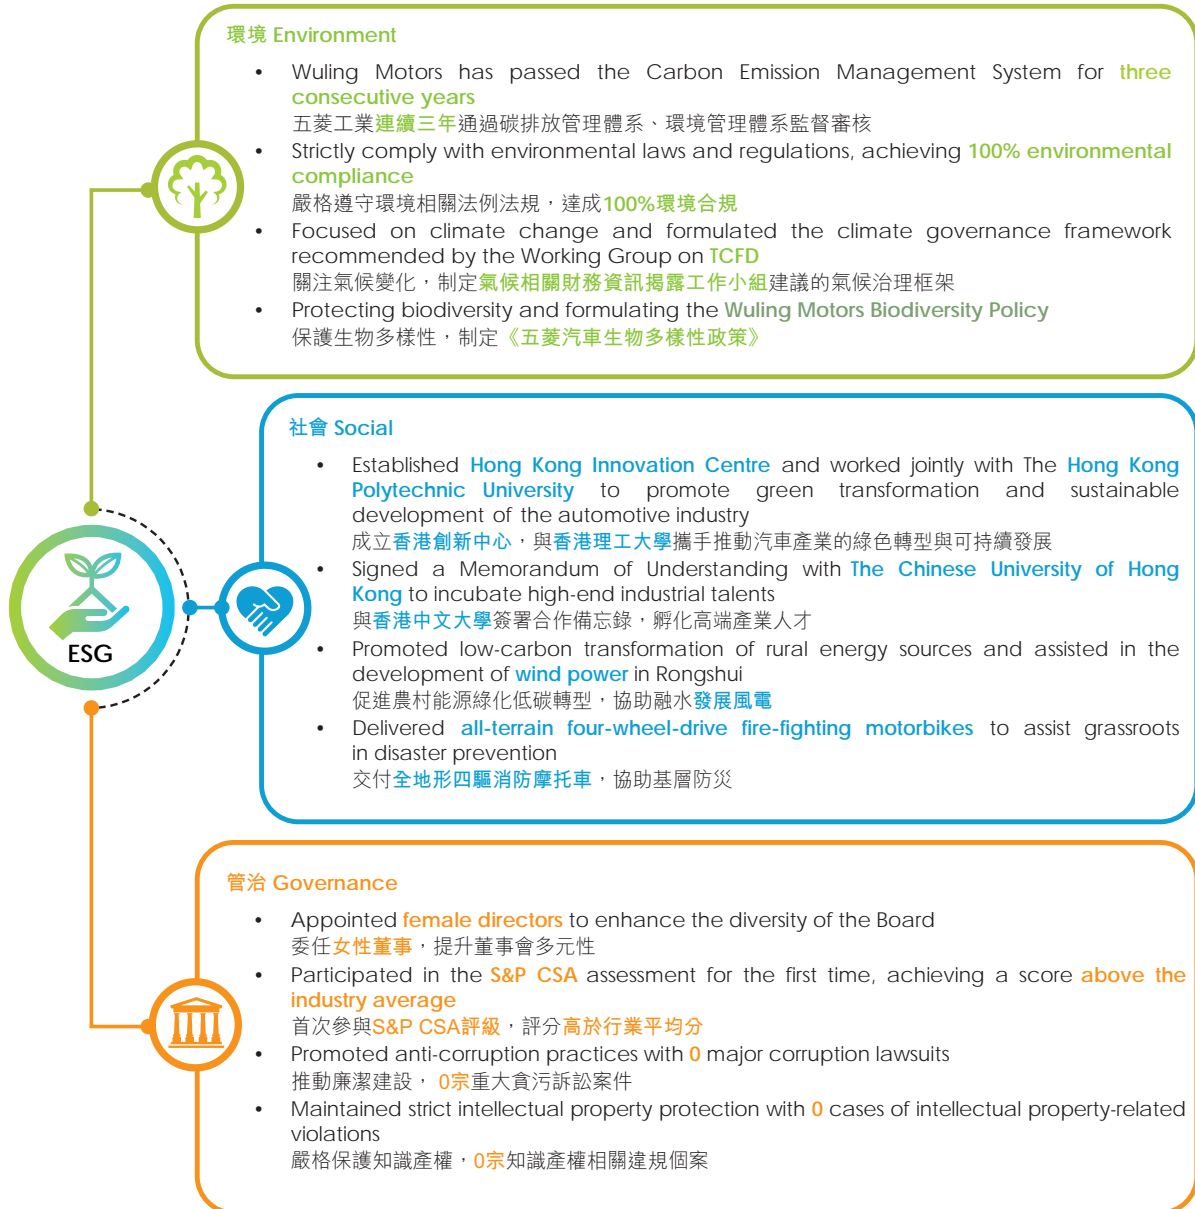 環境 Environment
• Wuling Motors has passed the Carbon Emission Management System for three
consecutive years
五菱工業連續三年通過碳排放管理體系、環境管理體系監督審核
• Strictly comply with environmental laws and regulations, achieving 100% environmental
compliance
嚴格遵守環境相關法例法規，達成100%環境合規
• Focused on climate change and formulated the climate governance framework
recommended by the Working Group on TCFD
關注氣候變化，制定氣候相關財務資訊揭露工作小組建議的氣候治理框架
• Protecting biodiversity and formulating the Wuling Motors Biodiversity Policy
保護生物多樣性，制定《五菱汽車生物多樣性政策》
社會 Social
• Established Hong Kong Innovation Centre and worked jointly with The Hong Kong
Polytechnic University to promote green transformation and sustainable
development of the automotive industry
成立香港創新中心，與香港理工大學攜手推動汽車產業的綠色轉型與可持續發展
• Signed a Memorandum of Understanding with The Chinese University of Hong
Kong to incubate high-end industrial talents
與香港中文大學簽署合作備忘錄，孵化高端產業人才
• Promoted low-carbon transformation of rural energy sources and assisted in the
development of wind power in Rongshui
促進農村能源綠化低碳轉型，協助融水發展風電
• Delivered all-terrain four-wheel-drive fire-fighting motorbikes to assist grassroots
in disaster prevention
交付全地形四驅消防摩托車，協助基層防災
ESG
管治 Governance
• Appointed female directors to enhance the diversity of the Board
委任女性董事，提升董事會多元性
• Participated in the S&P CSA assessment for the first time, achieving a score above the
industry average
首次參與S&P CSA評級，評分高於行業平均分
• Promoted anti-corruption practices with 0 major corruption lawsuits
推動廉潔建設， 0宗重大貪污訴訟案件
• Maintained strict intellectual property protection with 0 cases of intellectual property-related
violations
嚴格保護知識產權，0宗知識產權相關違規個案